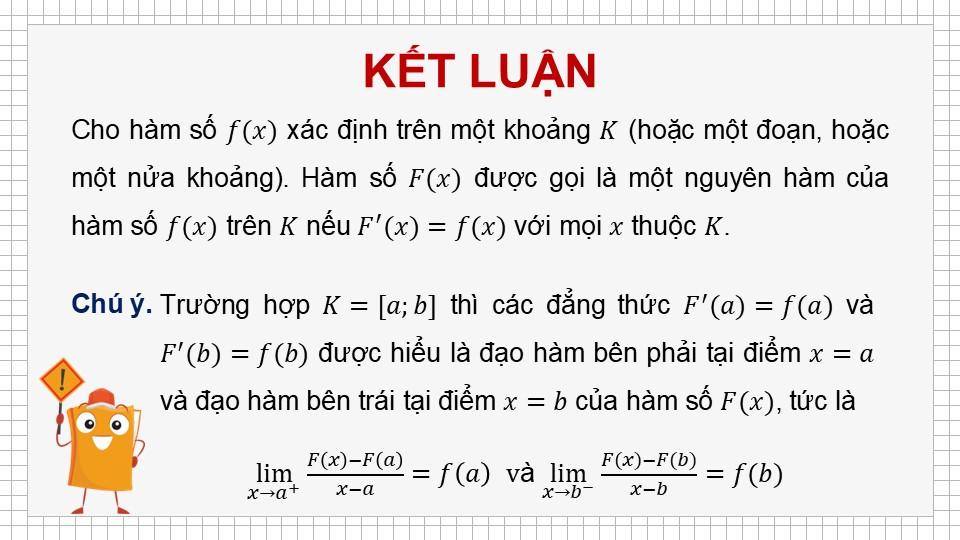 KẾT LUẬN
Cho hàm số f(x) xác định trên một khoảng K (hoặc một đoạn, hoặc
một nửa khoảng). Hàm số F(x) được gọi là một nguyên hàm của
hàm số f(x) trên K nếu F′(x) = f(x) với mọi x thuộc K.
Chú ý. Trường hợp K = [a; b] thì các đẳng thức F′(a) = f(a) và
F′(b) = f(b) được hiểu là đạo hàm bên phải tại điểm x = a
và đạo hàm bên trái tại điểm x = b của hàm số F(x), tức là
lim_{x→a⁺} (F(x)−F(a))/(x−a) = f(a) và lim_{x→b⁻} (F(x)−F(b))/(x−b) = f(b)
!